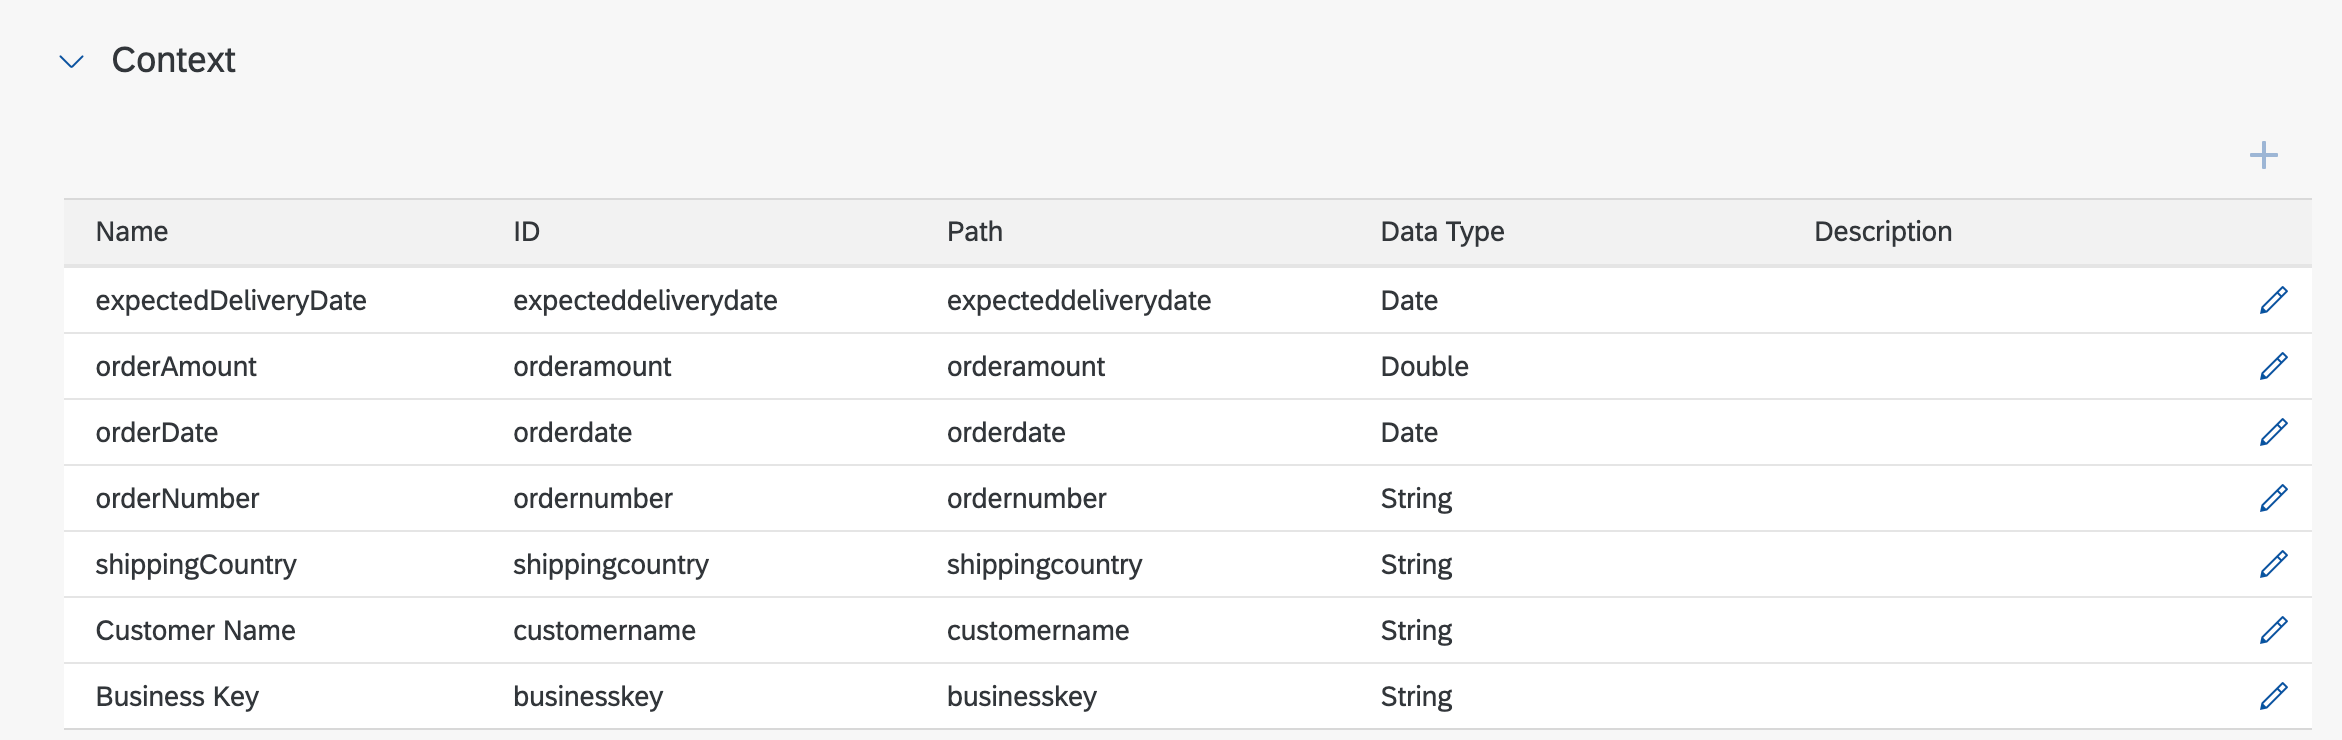 Context
Name ID Path Data Type Description
expectedDeliveryDate expecteddeliverydate expecteddeliverydate Date
orderAmount orderamount orderamount Double
orderDate orderdate orderdate Date
orderNumber ordernumber ordernumber String
shippingCountry shippingcountry shippingcountry String
Customer Name customername customername String
Business Key businesskey businesskey String